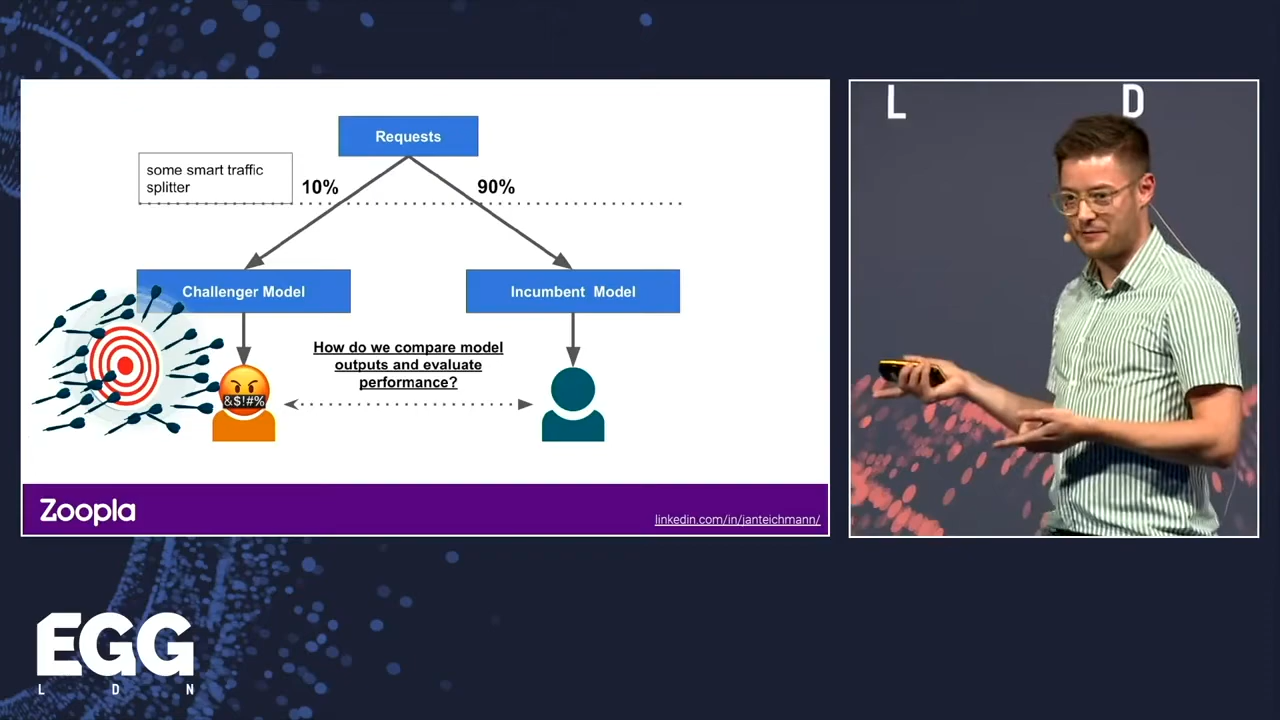 Requests
some smart traffic
splitter
10%
90%
Challenger Model
Incumbent  Model
How do we compare model
outputs and evaluate
performance?
&$!#%
Zoopla
linkedin.com/in/janteichmann/
L D
EGG
L D N